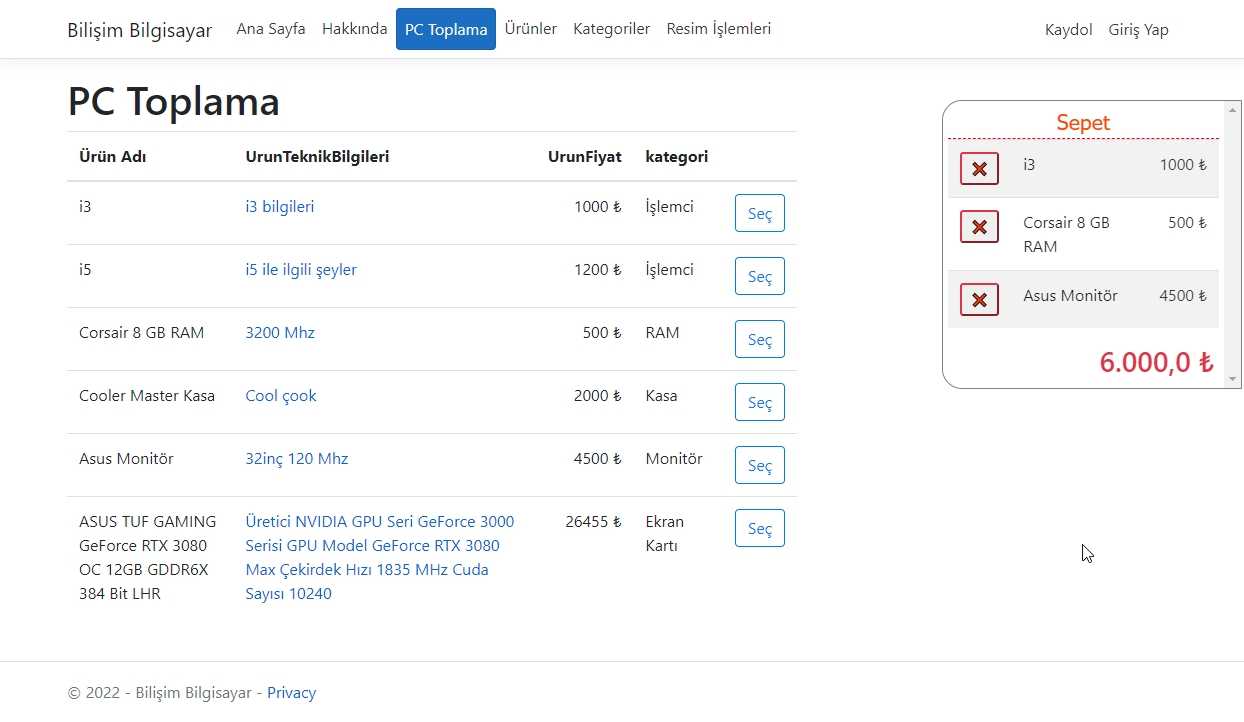 Bilişim Bilgisayar Ana Sayfa Hakkında PC Toplama Ürünler Kategoriler Resim İşlemleri Kaydol Giriş Yap
PC Toplama
Ürün Adı UrunTeknikBilgileri UrunFiyat kategori
i3 i3 bilgileri 1000 ₺ İşlemci Seç
i5 i5 ile ilgili şeyler 1200 ₺ İşlemci Seç
Corsair 8 GB RAM 3200 Mhz 500 ₺ RAM Seç
Cooler Master Kasa Cool çook 2000 ₺ Kasa Seç
Asus Monitör 32inç 120 Mhz 4500 ₺ Monitör Seç
ASUS TUF GAMING Üretici NVIDIA GPU Seri GeForce 3000 26455 ₺ Ekran Seç
GeForce RTX 3080 Serisi GPU Model GeForce RTX 3080 Kartı
OC 12GB GDDR6X Max Çekirdek Hızı 1835 MHz Cuda
384 Bit LHR Sayısı 10240
Sepet
i3 1000 ₺
Corsair 8 GB 500 ₺
RAM
Asus Monitör 4500 ₺
6.000,0 ₺
© 2022 - Bilişim Bilgisayar - Privacy